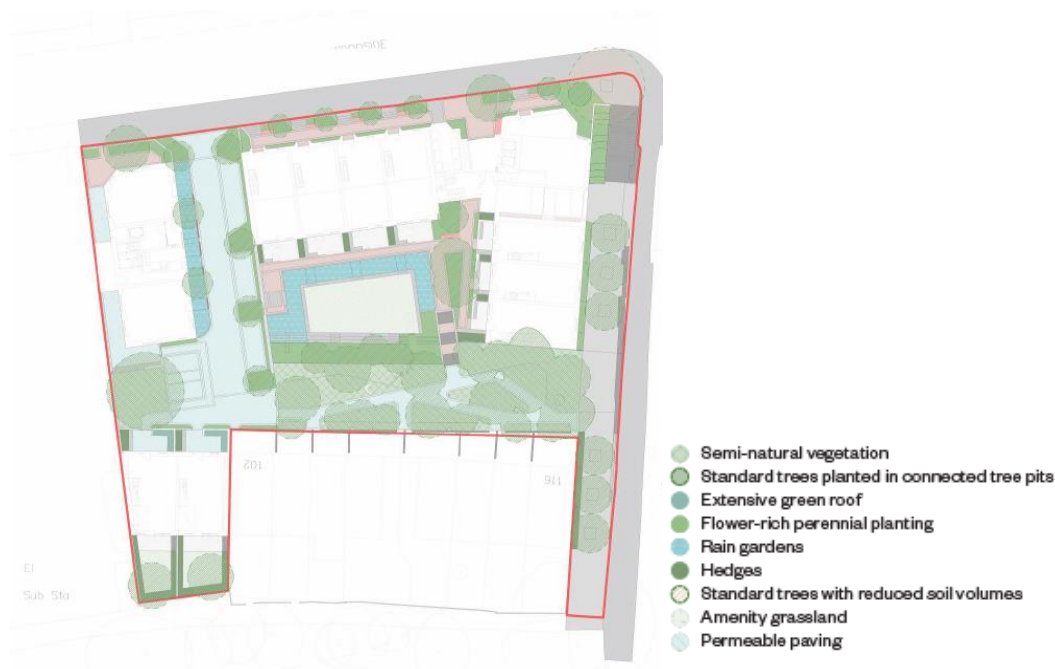 102
116
El
Sub Sta
Semi-natural vegetation
Standard trees planted in connected tree pits
Extensive green roof
Flower-rich perennial planting
Rain gardens
Hedges
Standard trees with reduced soil volumes
Amenity grassland
Permeable paving